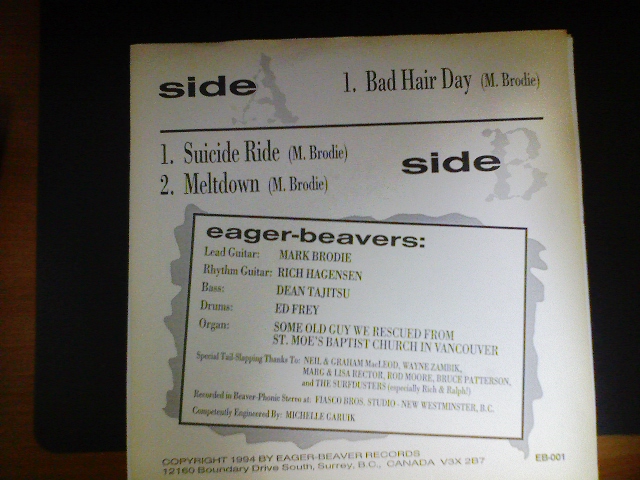 side A 1. Bad Hair Day (M. Brodie)
1. Suicide Ride (M. Brodie)
2. Meltdown (M. Brodie)
side B
eager-beavers:
Lead Guitar: MARK BRODIE
Rhythm Guitar: RICH HAGENSEN
Bass: DEAN TAJITSU
Drums: ED FREY
Organ: SOME OLD GUY WE RESCUED FROM
ST. MOE'S BAPTIST CHURCH IN VANCOUVER
Special Tail-Slapping Thanks To: NEIL & GRAHAM MacLEOD, WAYNE ZAMBIK,
MARG & LISA RECTOR, ROD MOORE, BRUCE PATTERSON,
and THE SURFDUSTERS (especially Rich & Ralph!)
Recorded in Beaver-Phonic Stereo at: FIASCO BROS. STUDIO - NEW WESTMINSTER, B.C.
Competently Engineered By: MICHELLE GARUIK
COPYRIGHT 1994 BY EAGER-BEAVER RECORDS EB-001
12160 Boundary Drive South, Surrey, B.C., CANADA V3X 2B7